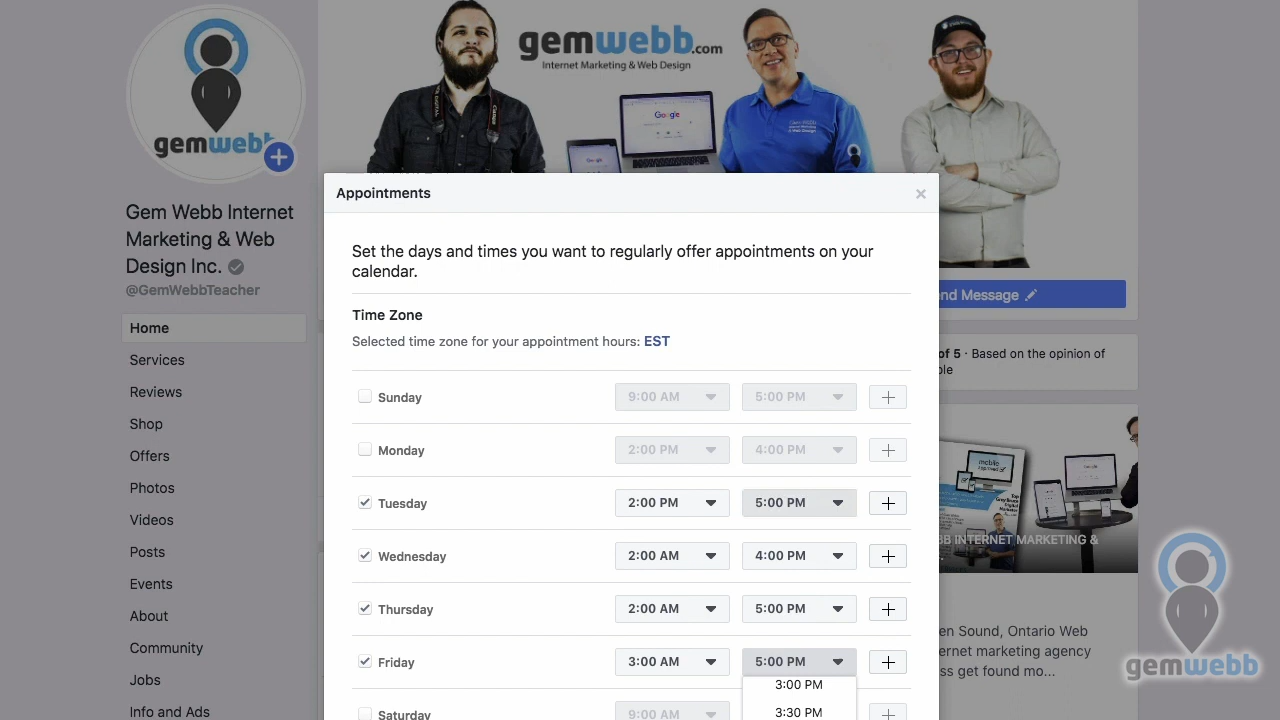 gemwebb.com
Internet Marketing & Web Design
Google
gemwebb
Gem Webb Internet
Marketing & Web
Design Inc.
@GemWebbTeacher
Home
Services
Reviews
Shop
Offers
Photos
Videos
Posts
Events
About
Community
Jobs
Info and Ads
Appointments
Set the days and times you want to regularly offer appointments on your
calendar.
Time Zone
Selected time zone for your appointment hours: EST
Sunday 9:00 AM 5:00 PM
Monday 2:00 PM 4:00 PM
Tuesday 2:00 PM 5:00 PM
Wednesday 2:00 AM 4:00 PM
Thursday 2:00 AM 5:00 PM
Friday 3:00 AM 5:00 PM
3:00 PM
3:30 PM
Saturday 9:00 AM
nd Message
of 5 · Based on the opinion of
ple
mobile
BB INTERNET MARKETING &
en Sound, Ontario Web
ernet marketing agency
ss get found mo...
gemwebb